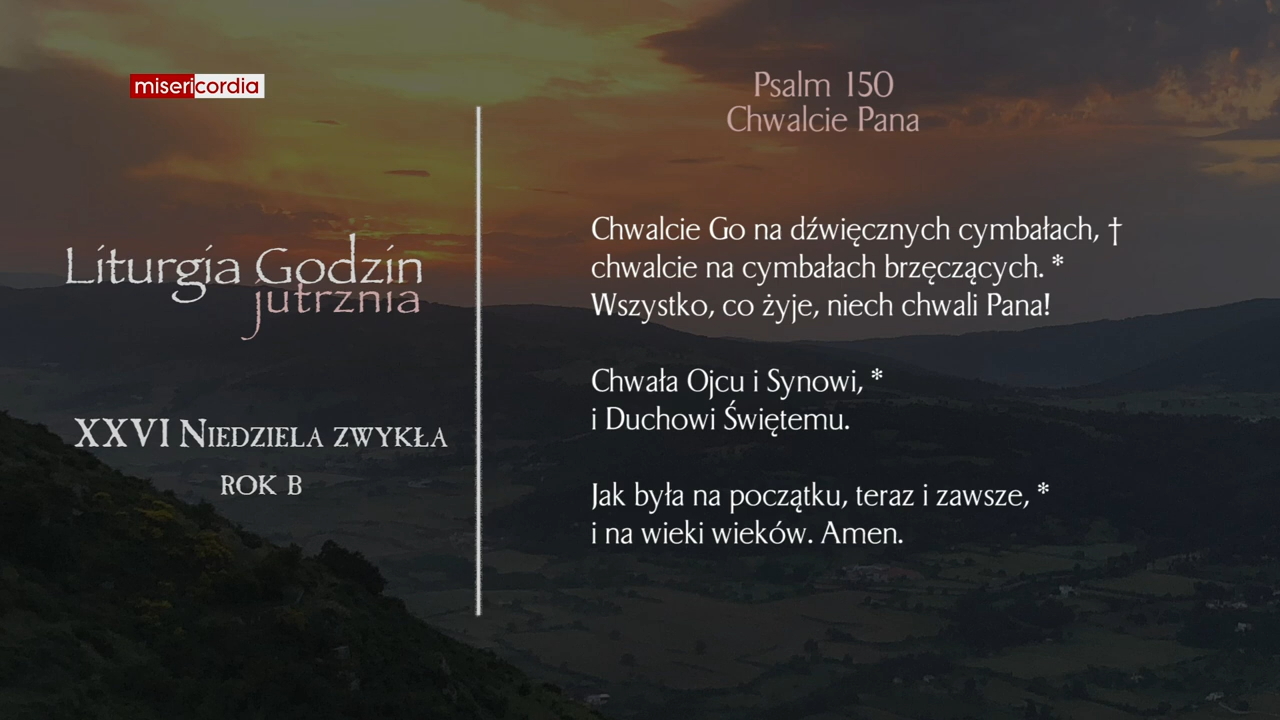 misericordia
Liturgia Godzin
jutrznia
XXVI Niedziela zwykła
rok B
Psalm 150
Chwalcie Pana
Chwalcie Go na dźwięcznych cymbałach, †
chwalcie na cymbałach brzęczących. *
Wszystko, co żyje, niech chwali Pana!
Chwała Ojcu i Synowi, *
i Duchowi Świętemu.
Jak była na początku, teraz i zawsze, *
i na wieki wieków. Amen.